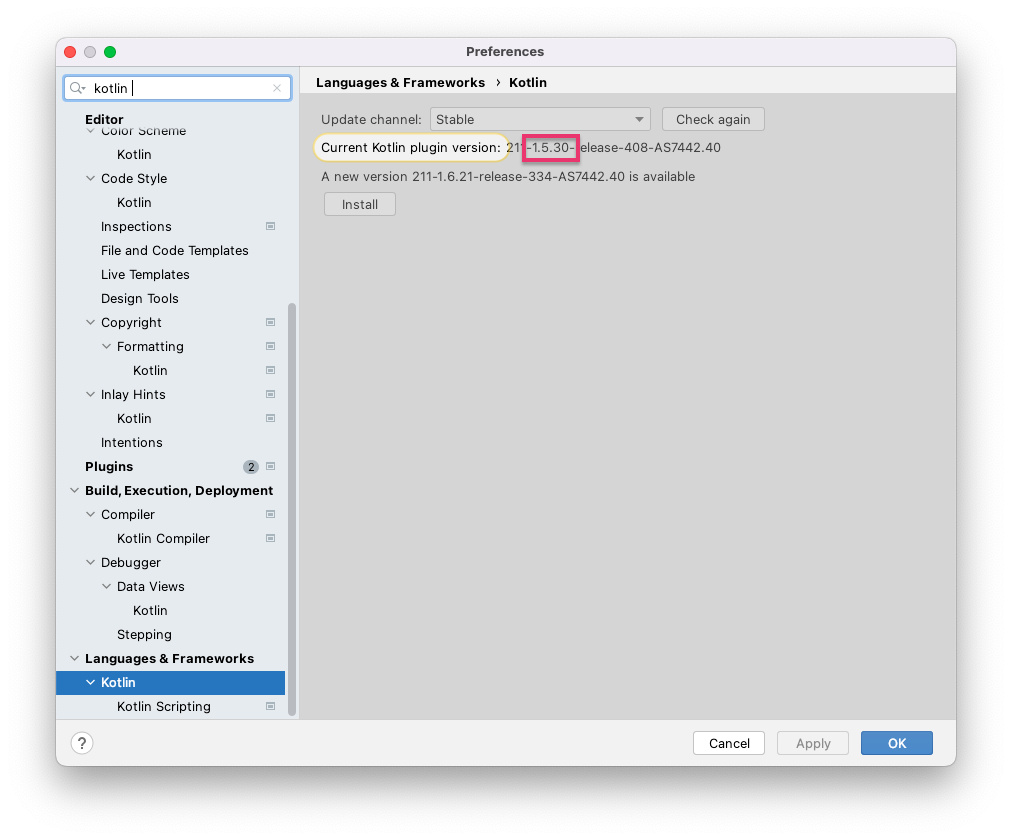 Preferences
kotlin
Editor
Color Scheme
Kotlin
Code Style
Kotlin
Inspections
File and Code Templates
Live Templates
Design Tools
Copyright
Formatting
Kotlin
Inlay Hints
Kotlin
Intentions
Plugins 2
Build, Execution, Deployment
Compiler
Kotlin Compiler
Debugger
Data Views
Kotlin
Stepping
Languages & Frameworks
Kotlin
Kotlin Scripting
Languages & Frameworks › Kotlin
Update channel: Stable Check again
Current Kotlin plugin version: 211-1.5.30-release-408-AS7442.40
A new version 211-1.6.21-release-334-AS7442.40 is available
Install
? Cancel Apply OK